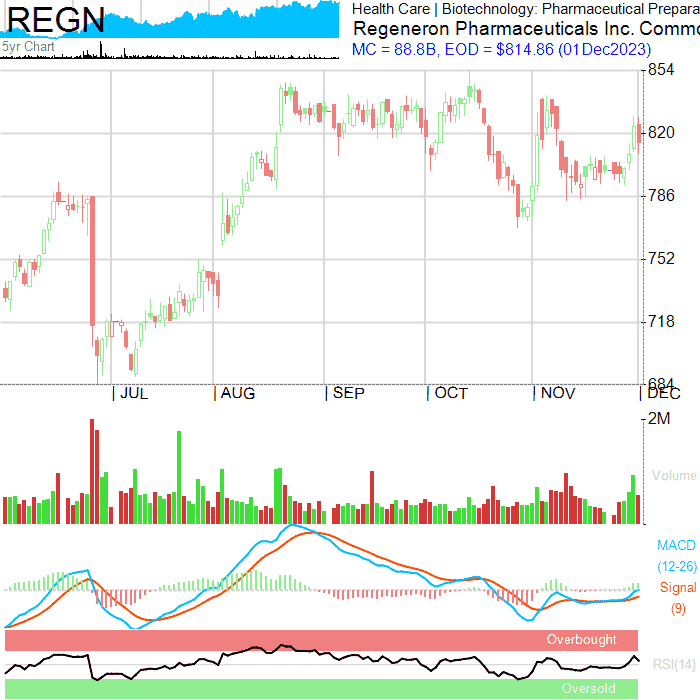 REGN
5yr Chart
Health Care | Biotechnology: Pharmaceutical Prepara
Regeneron Pharmaceuticals Inc. Commo
MC = 88.8B, EOD = $814.86 (01Dec2023)
854
820
786
752
718
684
JUL AUG SEP OCT NOV DEC
2M
Volume
MACD
(12-26)
Signal
(9)
Overbought
RSI(14)
Oversold